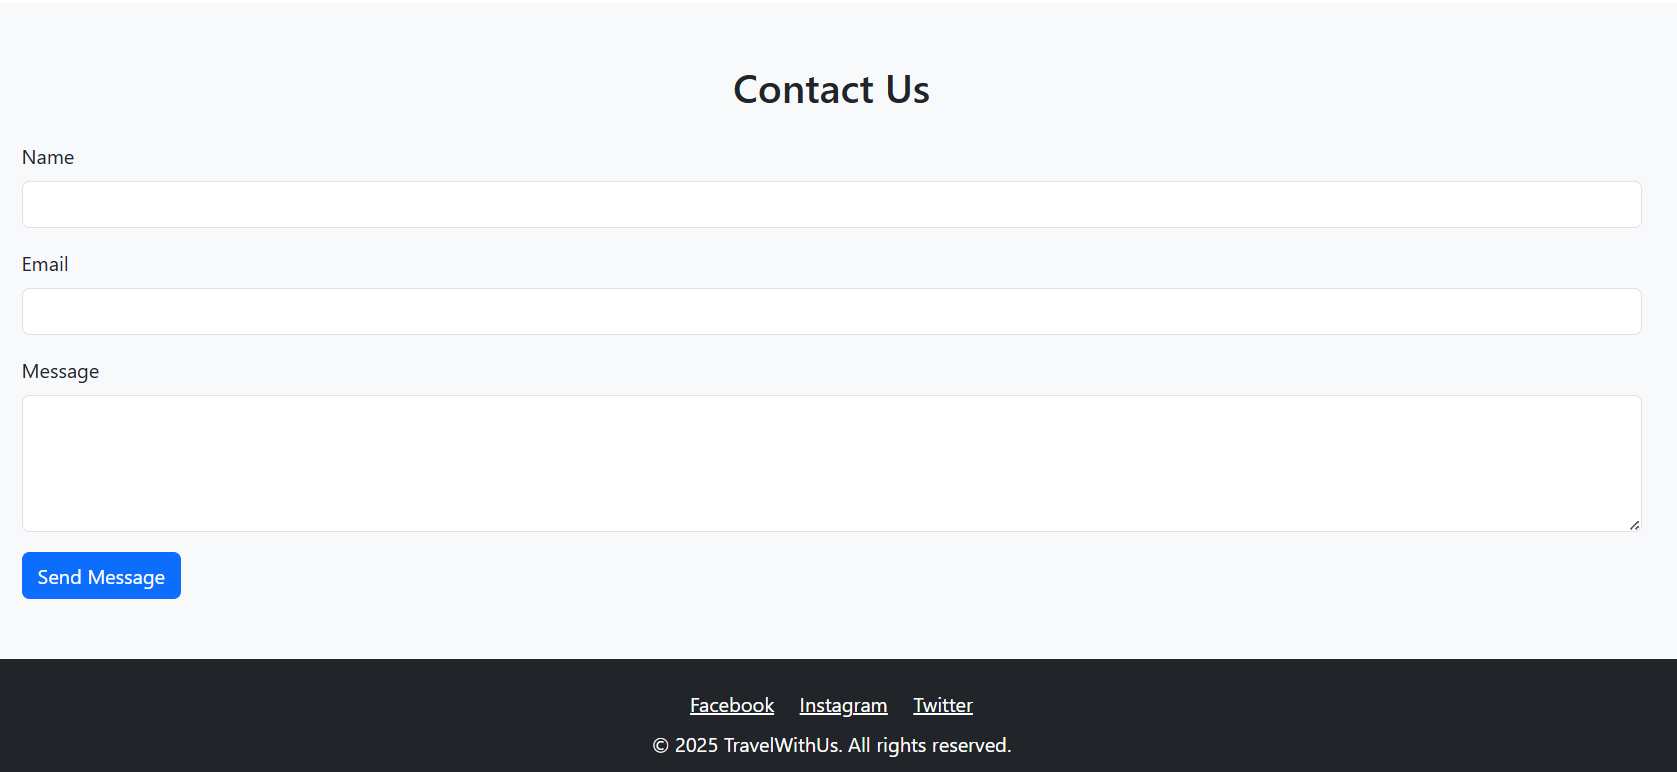 Contact Us
Name
Email
Message
Send Message
Facebook Instagram Twitter
© 2025 TravelWithUs. All rights reserved.